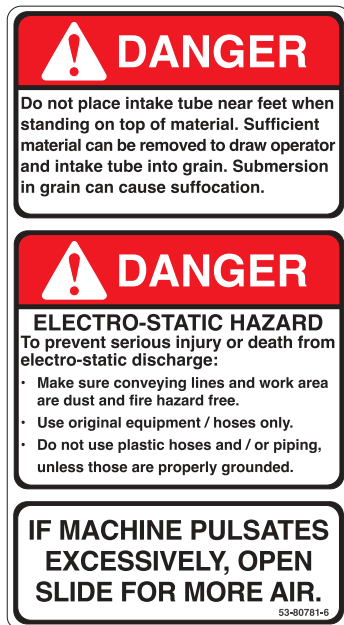 DANGER
Do not place intake tube near feet when
standing on top of material. Sufficient
material can be removed to draw operator
and intake tube into grain. Submersion
in grain can cause suffocation.
DANGER
ELECTRO-STATIC HAZARD
To prevent serious injury or death from
electro-static discharge:
• Make sure conveying lines and work area
are dust and fire hazard free.
• Use original equipment / hoses only.
• Do not use plastic hoses and / or piping,
unless those are properly grounded.
IF MACHINE PULSATES
EXCESSIVELY, OPEN
SLIDE FOR MORE AIR.
53-80781-6